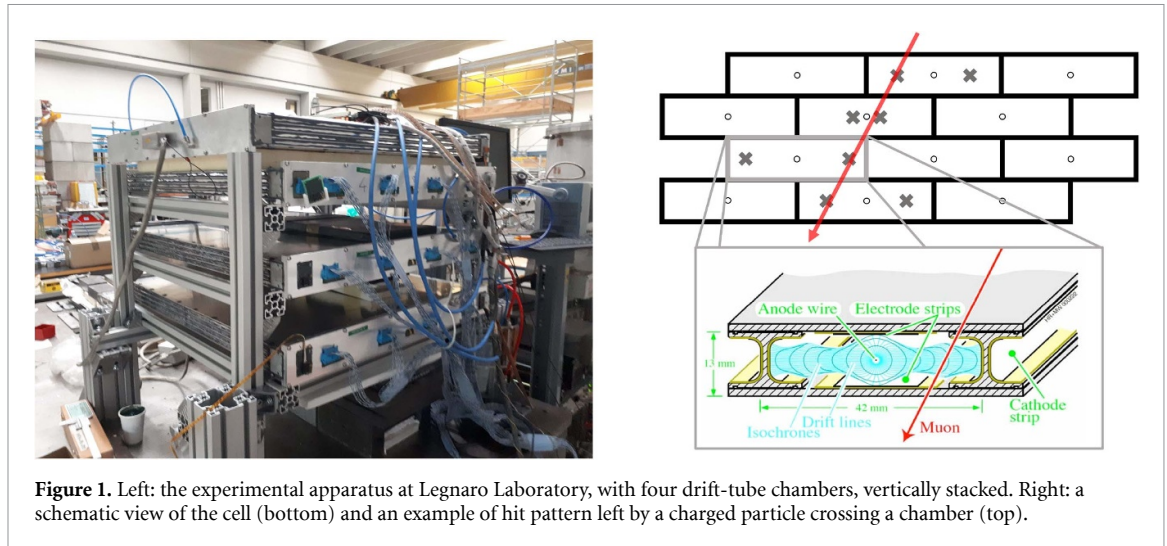 Anode wire
Electrode strips
13 mm
42 mm
Isochrones
Drift lines
Muon
Cathode
strip
Figure 1. Left: the experimental apparatus at Legnaro Laboratory, with four drift-tube chambers, vertically stacked. Right: a
schematic view of the cell (bottom) and an example of hit pattern left by a charged particle crossing a chamber (top).